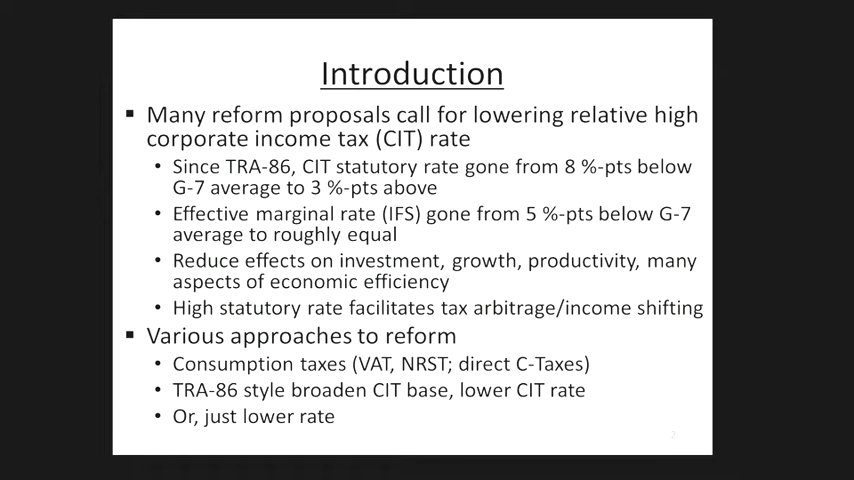 Introduction
▪ Many reform proposals call for lowering relative high
corporate income tax (CIT) rate
• Since TRA-86, CIT statutory rate gone from 8 %-pts below
G-7 average to 3 %-pts above
• Effective marginal rate (IFS) gone from 5 %-pts below G-7
average to roughly equal
• Reduce effects on investment, growth, productivity, many
aspects of economic efficiency
• High statutory rate facilitates tax arbitrage/income shifting
▪ Various approaches to reform
• Consumption taxes (VAT, NRST; direct C-Taxes)
• TRA-86 style broaden CIT base, lower CIT rate
• Or, just lower rate
2